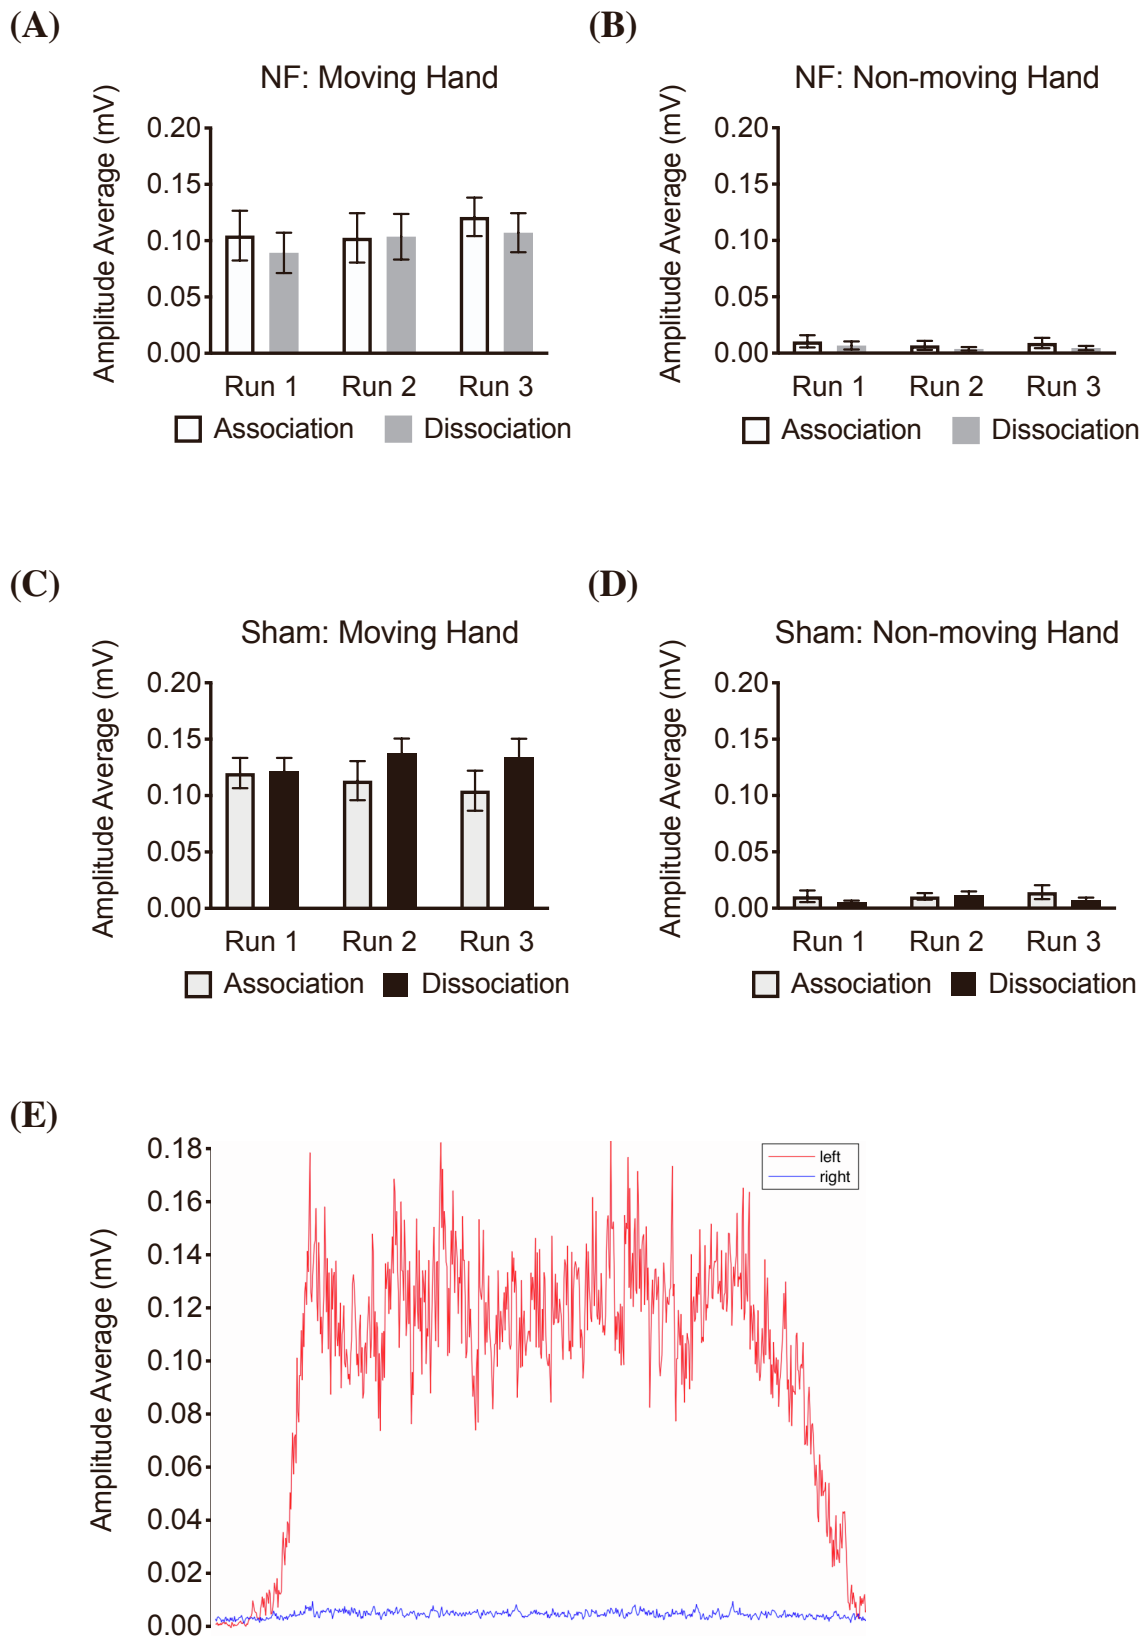 (A)
NF: Moving Hand
Amplitude Average (mV)
0.20
0.15
0.10
0.05
0.00
Run 1 Run 2 Run 3
Association Dissociation
(B)
NF: Non-moving Hand
Amplitude Average (mV)
0.20
0.15
0.10
0.05
0.00
Run 1 Run 2 Run 3
Association Dissociation
(C)
Sham: Moving Hand
Amplitude Average (mV)
0.20
0.15
0.10
0.05
0.00
Run 1 Run 2 Run 3
Association Dissociation
(D)
Sham: Non-moving Hand
Amplitude Average (mV)
0.20
0.15
0.10
0.05
0.00
Run 1 Run 2 Run 3
Association Dissociation
(E)
Amplitude Average (mV)
0.18
0.16
0.14
0.12
0.10
0.08
0.06
0.04
0.02
0.00
left
right